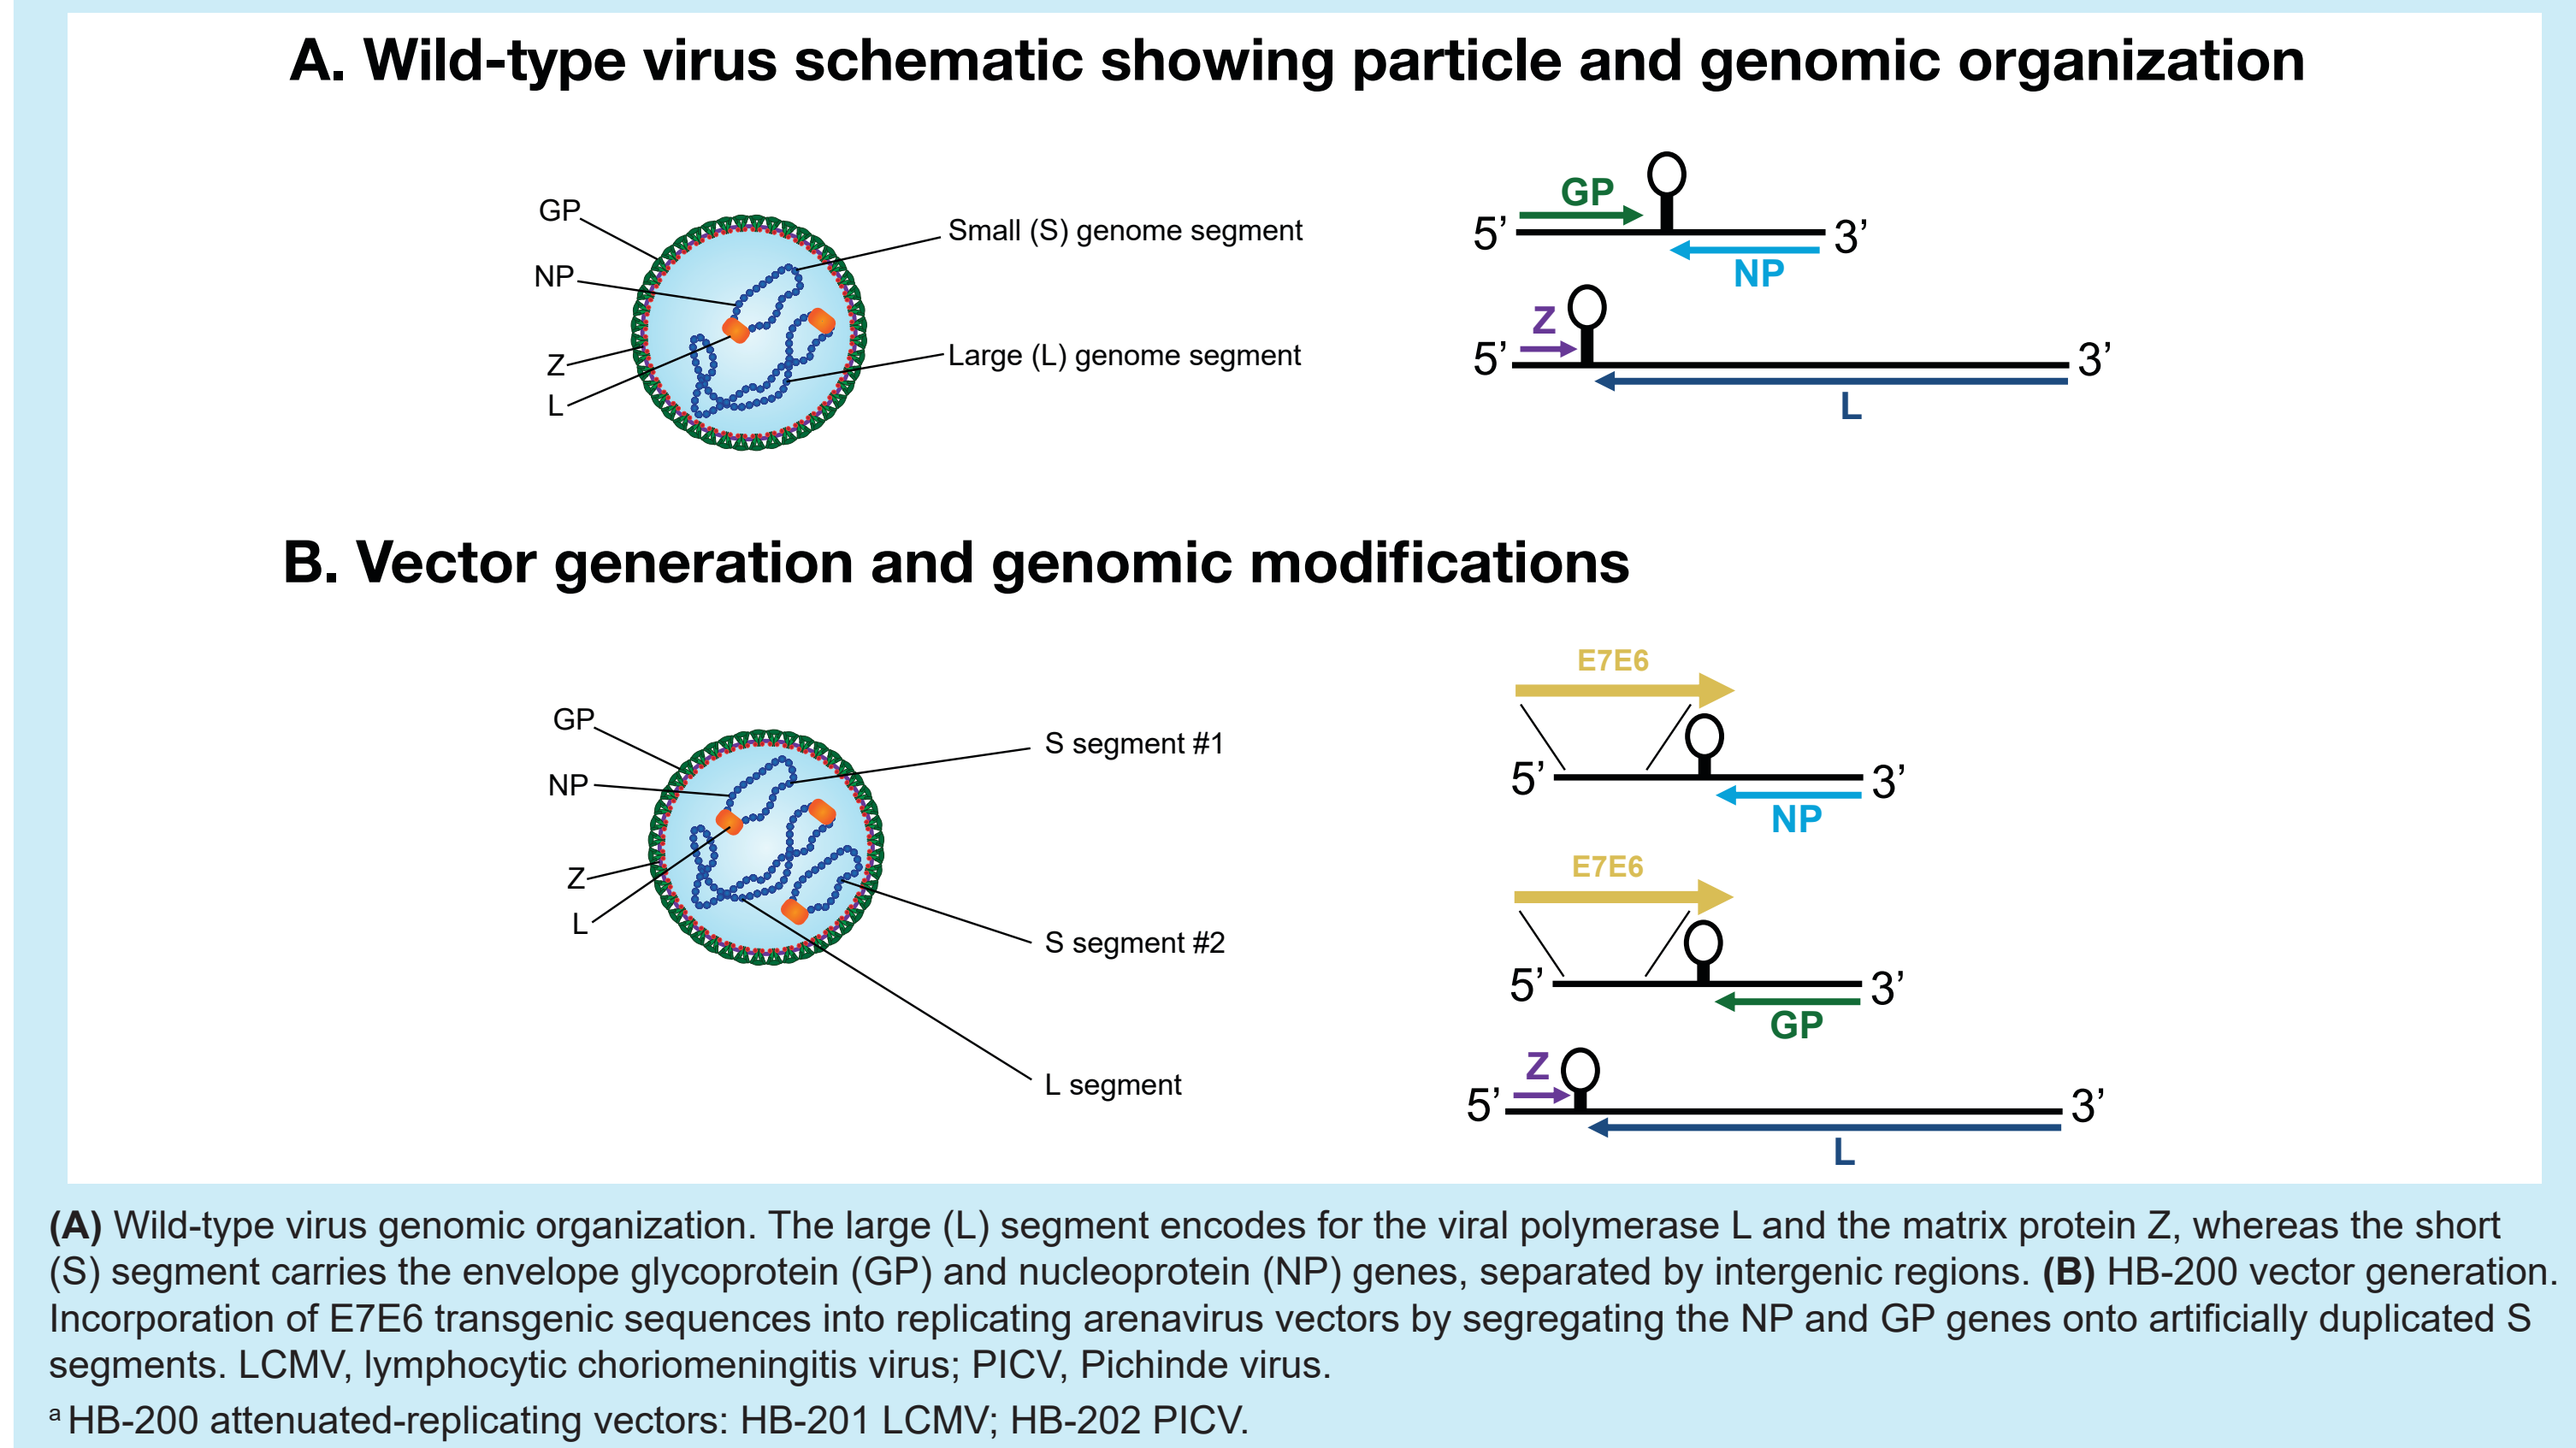 A. Wild-type virus schematic showing particle and genomic organization
GP
NP
Z
L
Small (S) genome segment
Large (L) genome segment
GP
5’ 3’
NP
Z
5’ 3’
L
B. Vector generation and genomic modifications
GP
NP
Z
L
S segment #1
S segment #2
L segment
E7E6
5’ 3’
NP
E7E6
5’ 3’
GP
Z
5’ 3’
L
(A) Wild-type virus genomic organization. The large (L) segment encodes for the viral polymerase L and the matrix protein Z, whereas the short
(S) segment carries the envelope glycoprotein (GP) and nucleoprotein (NP) genes, separated by intergenic regions. (B) HB-200 vector generation.
Incorporation of E7E6 transgenic sequences into replicating arenavirus vectors by segregating the NP and GP genes onto artificially duplicated S
segments. LCMV, lymphocytic choriomeningitis virus; PICV, Pichinde virus.
a HB-200 attenuated-replicating vectors: HB-201 LCMV; HB-202 PICV.